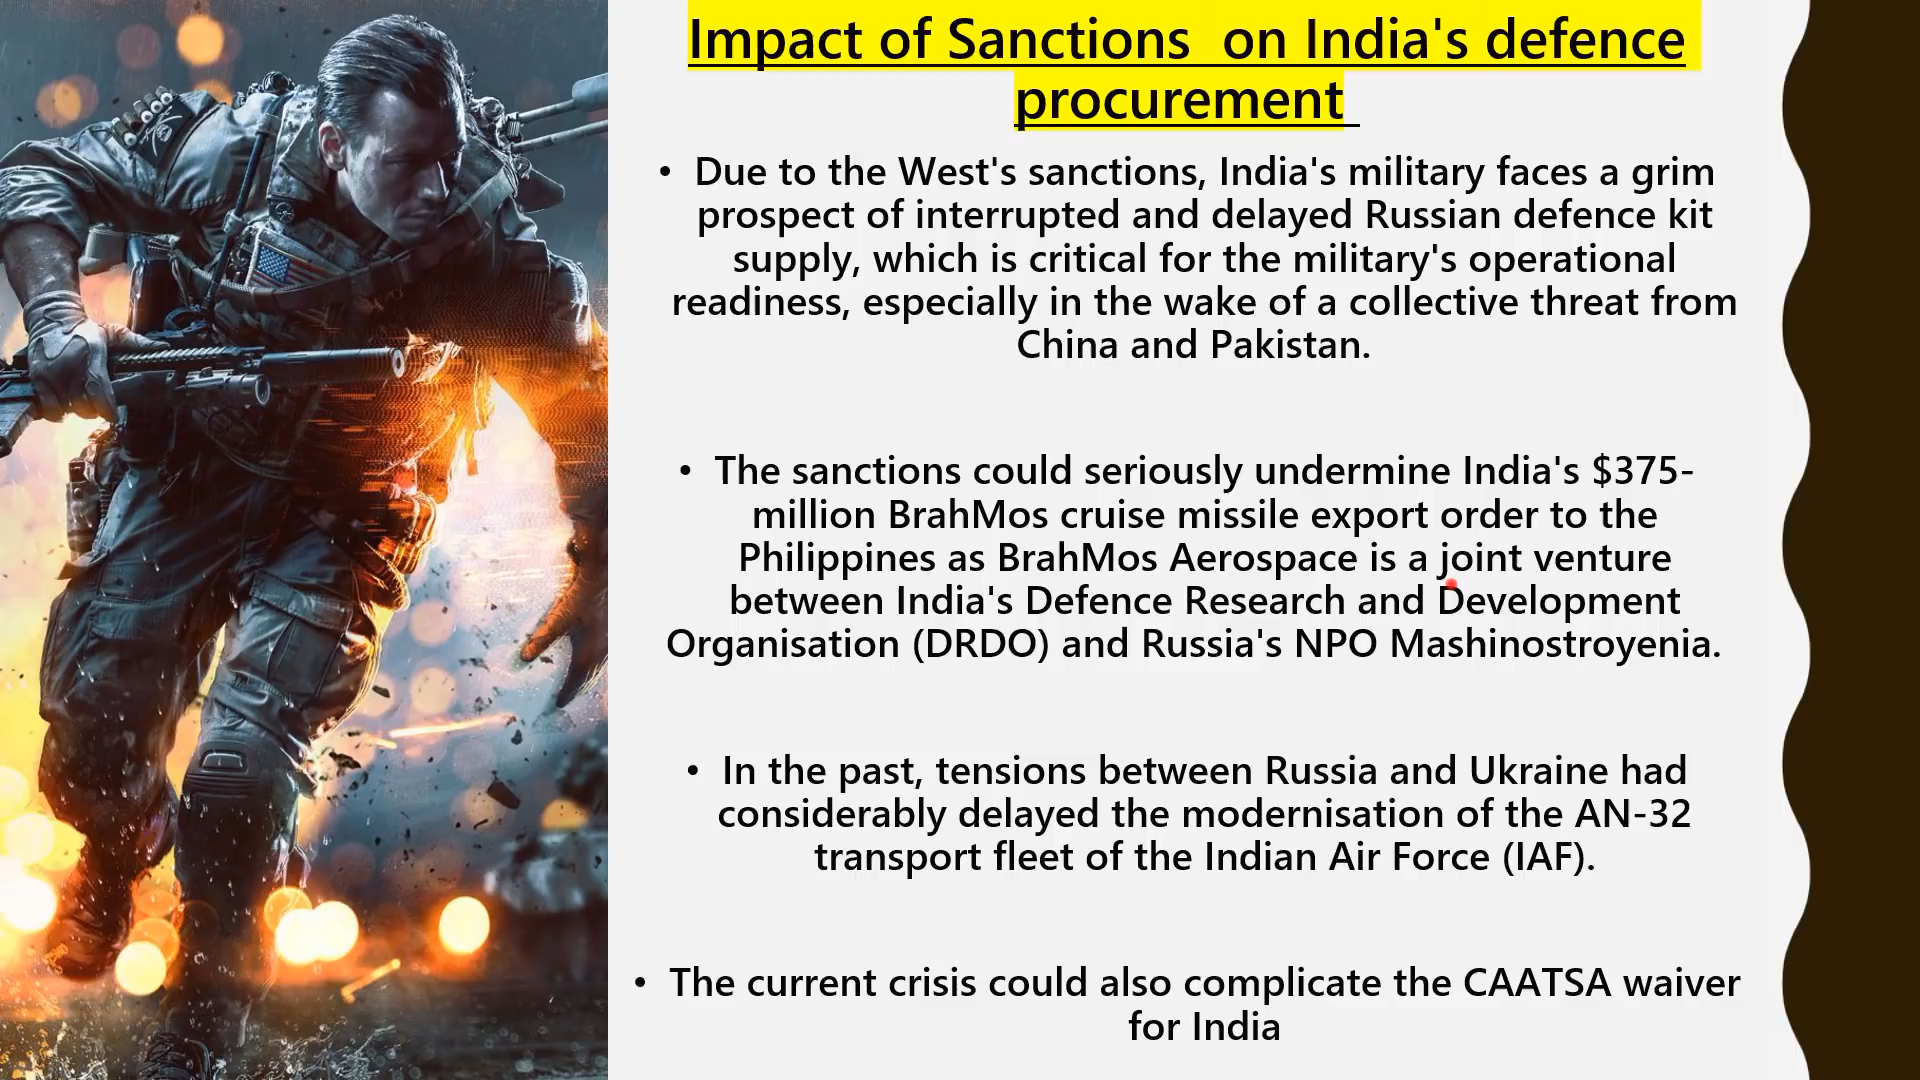 Impact of Sanctions on India's defence
procurement
• Due to the West's sanctions, India's military faces a grim
prospect of interrupted and delayed Russian defence kit
supply, which is critical for the military's operational
readiness, especially in the wake of a collective threat from
China and Pakistan.
• The sanctions could seriously undermine India's $375-
million BrahMos cruise missile export order to the
Philippines as BrahMos Aerospace is a joint venture
between India's Defence Research and Development
Organisation (DRDO) and Russia's NPO Mashinostroyenia.
• In the past, tensions between Russia and Ukraine had
considerably delayed the modernisation of the AN-32
transport fleet of the Indian Air Force (IAF).
• The current crisis could also complicate the CAATSA waiver
for India